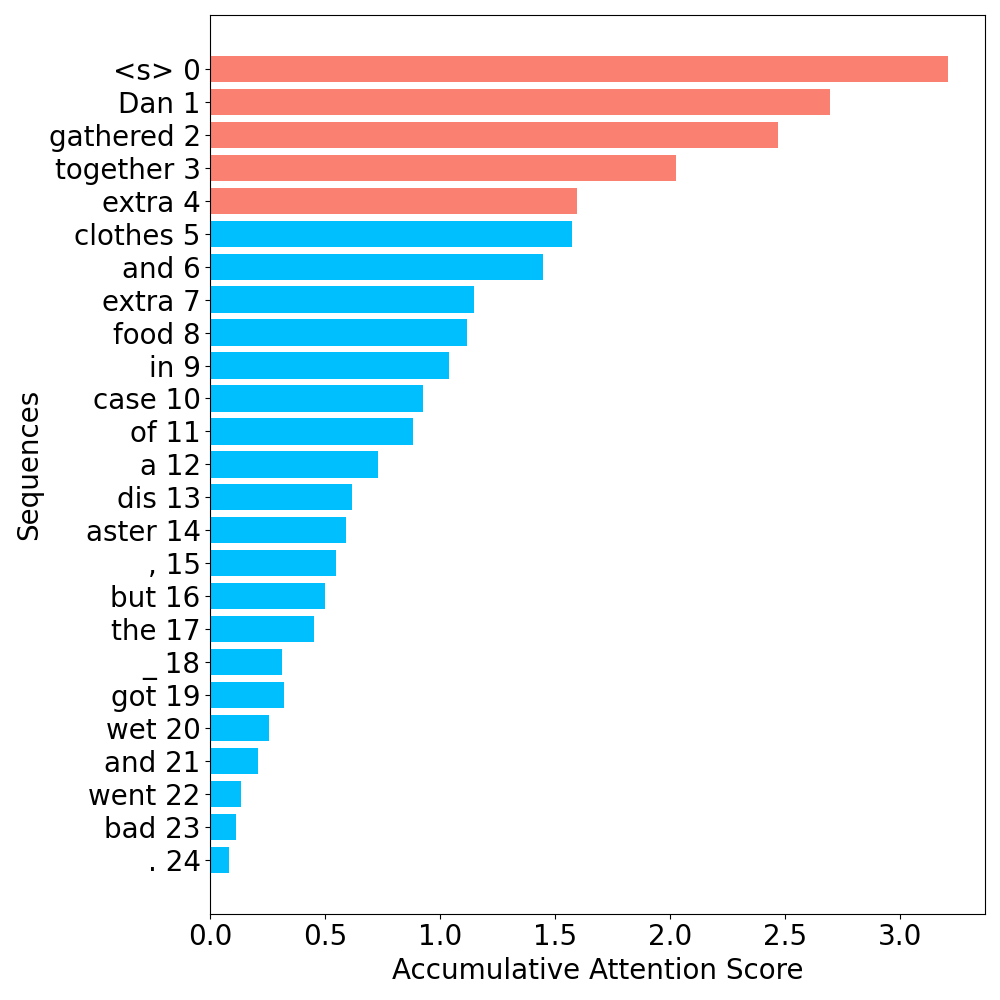 <s> 0
Dan 1
gathered 2
together 3
extra 4
clothes 5
and 6
extra 7
food 8
in 9
case 10
of 11
a 12
dis 13
aster 14
, 15
but 16
the 17
_ 18
got 19
wet 20
and 21
went 22
bad 23
. 24
Sequences
0.0 0.5 1.0 1.5 2.0 2.5 3.0
Accumulative Attention Score